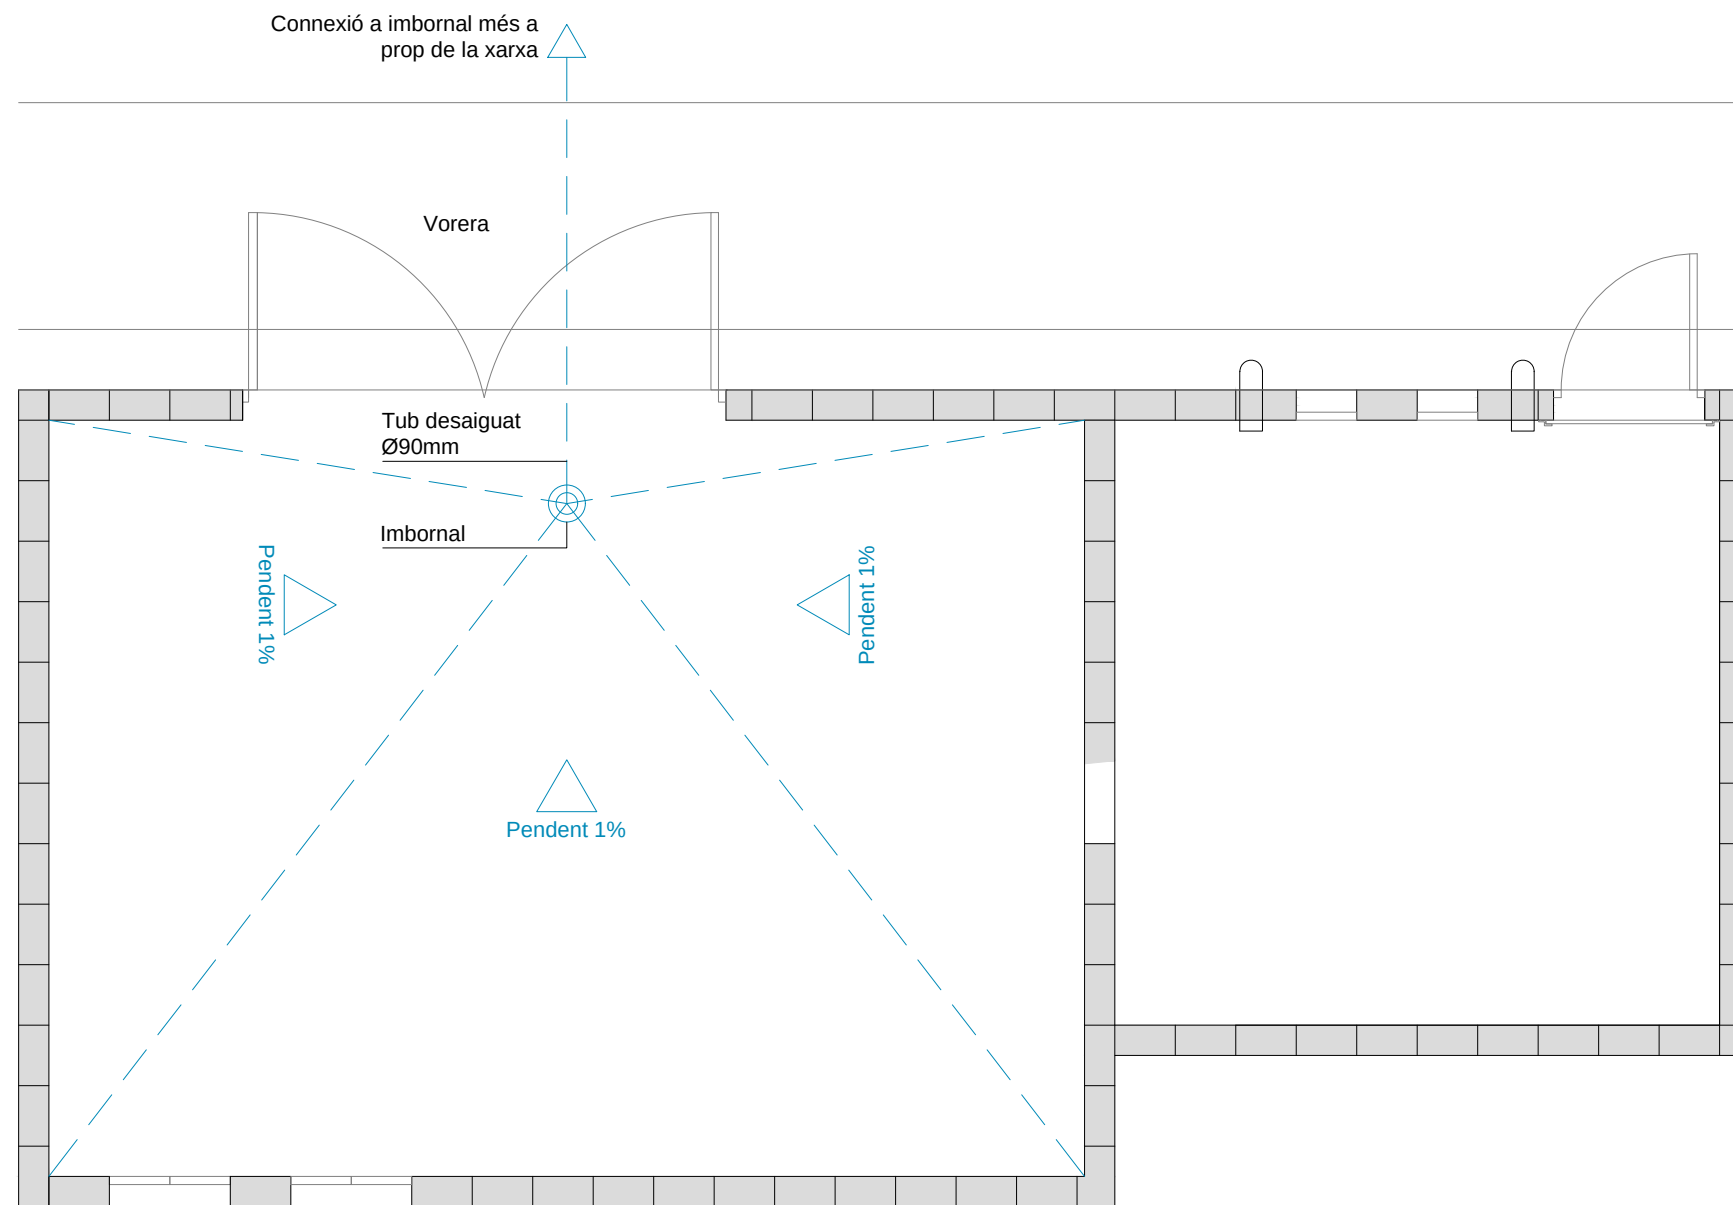 Connexió a imbornal més a
prop de la xarxa
Vorera
Tub desaiguat
Ø90mm
Imbornal
Pendent 1%
Pendent 1%
Pendent 1%